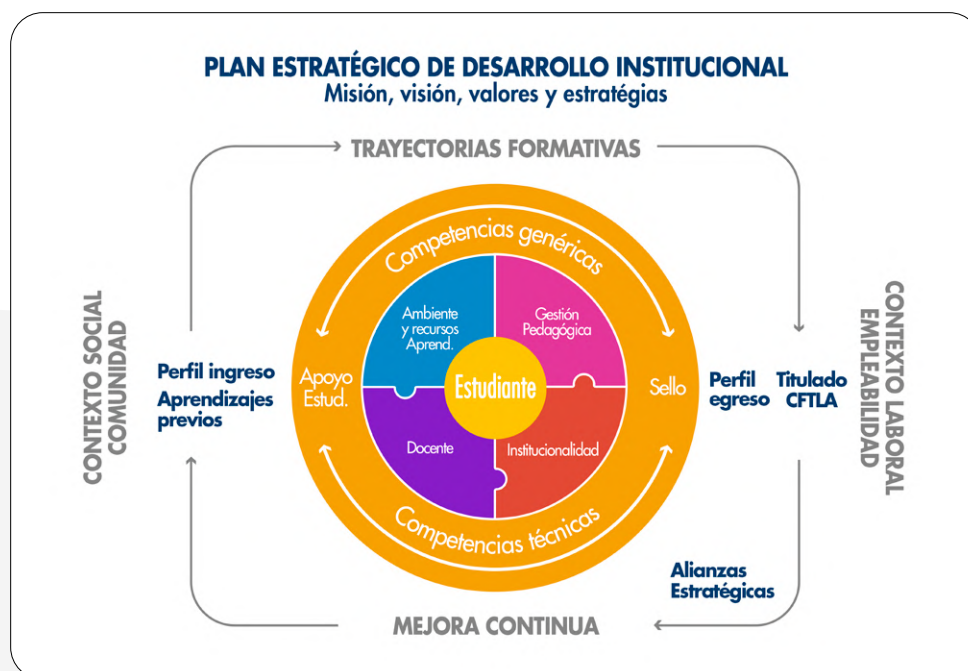 PLAN ESTRATÉGICO DE DESARROLLO INSTITUCIONAL
Misión, visión, valores y estratégias
TRAYECTORIAS FORMATIVAS
CONTEXTO SOCIAL
COMUNIDAD
Perfil ingreso
Aprendizajes
previos
Competencias genéricas
Ambiente
y recursos
Aprend.
Gestión
Pedagógica
Apoyo
Estud.
Estudiante
Sello
Docente
Institucionalidad
Competencias técnicas
Perfil
egreso
Titulado
CFTLA
CONTEXTO LABORAL
EMPLEABILIDAD
Alianzas
Estratégicas
MEJORA CONTINUA